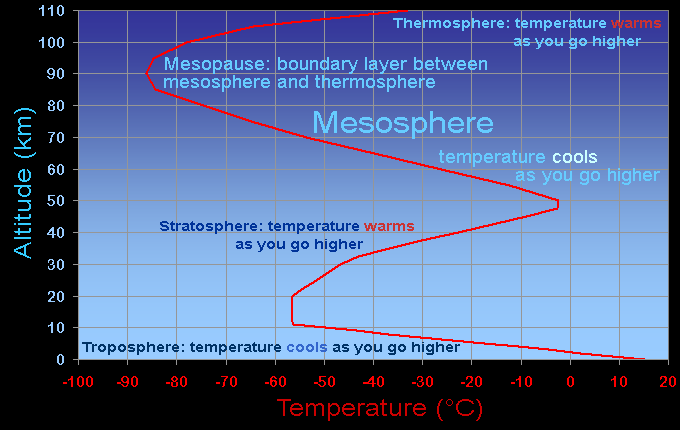 110
100
90
80
70
60
50
40
30
20
10
0
Altitude (km)
Thermosphere: temperature warms
as you go higher
Mesopause: boundary layer between
mesosphere and thermosphere
Mesosphere
temperature cools
as you go higher
Stratosphere: temperature warms
as you go higher
Troposphere: temperature cools as you go higher
-100 -90 -80 -70 -60 -50 -40 -30 -20 -10 0 10 20
Temperature (°C)